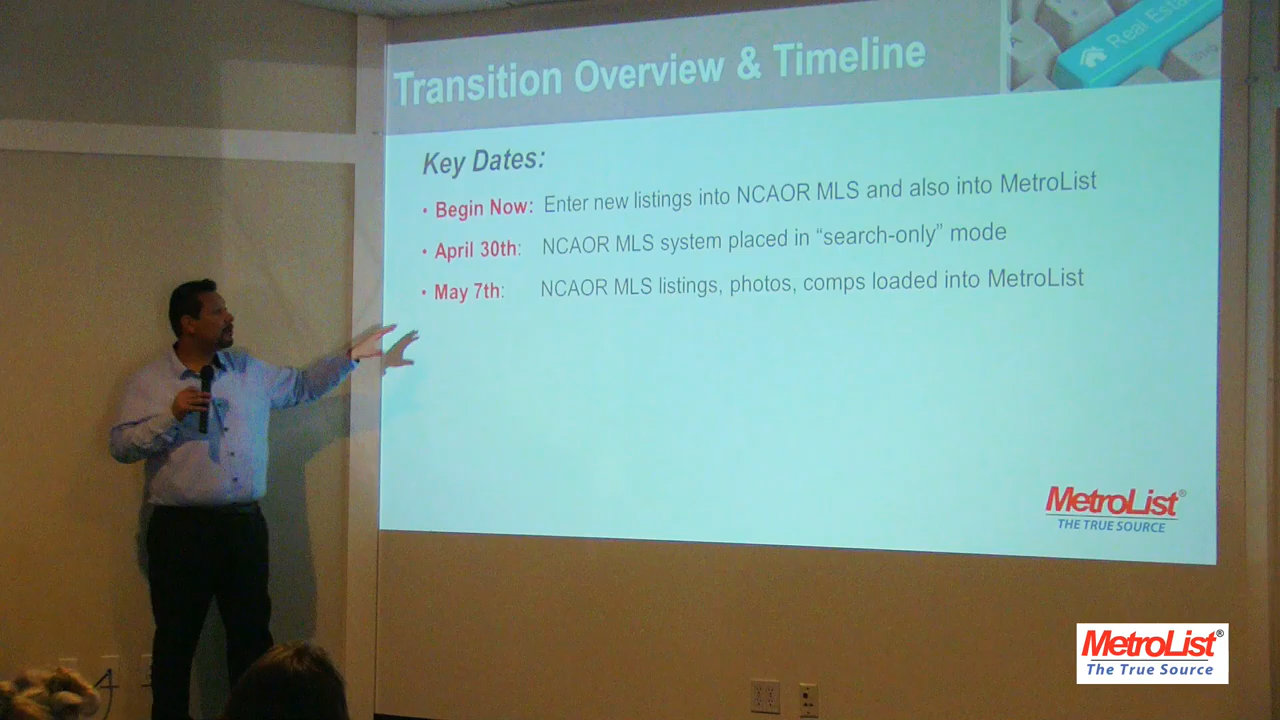 Transition Overview & Timeline
Real Esta
Key Dates:
• Begin Now: Enter new listings into NCAOR MLS and also into MetroList
• April 30th: NCAOR MLS system placed in “search-only” mode
• May 7th: NCAOR MLS listings, photos, comps loaded into MetroList
MetroList®
THE TRUE SOURCE
MetroList®
The True Source